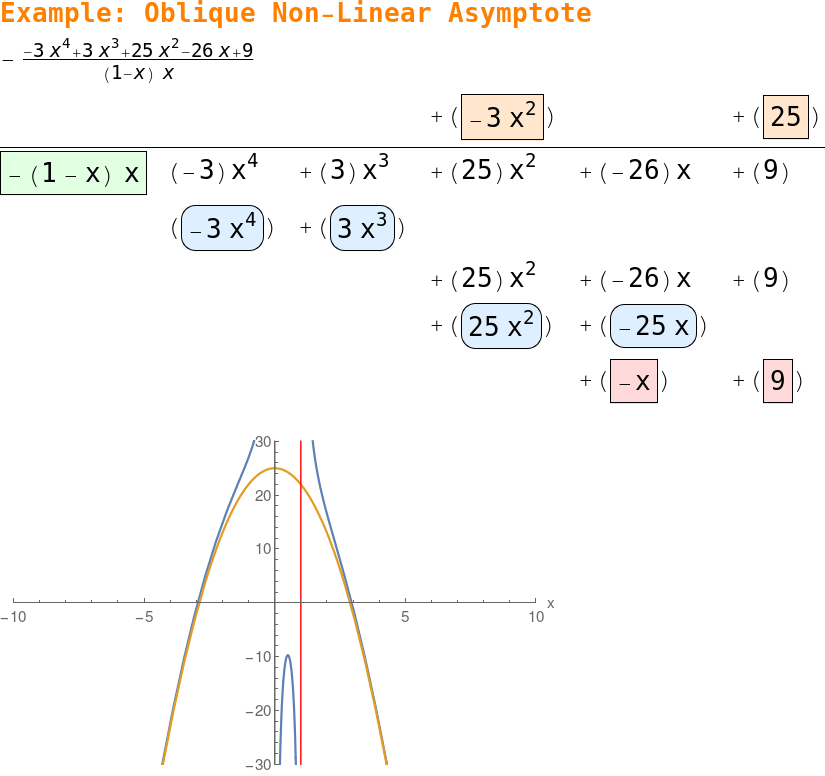 Example: Oblique Non-Linear Asymptote
- (-3 x⁴+3 x³+25 x²-26 x+9)/((1-x) x)
+ (-3 x²) + (25)
-(1-x) x (-3) x⁴ + (3) x³ + (25) x² + (-26) x + (9)
(-3 x⁴) + (3 x³)
+ (25) x² + (-26) x + (9)
+ (25 x²) + (-25 x)
+ (-x) + (9)
30
20
10
-10 -5 5 10 x
-10
-20
-30